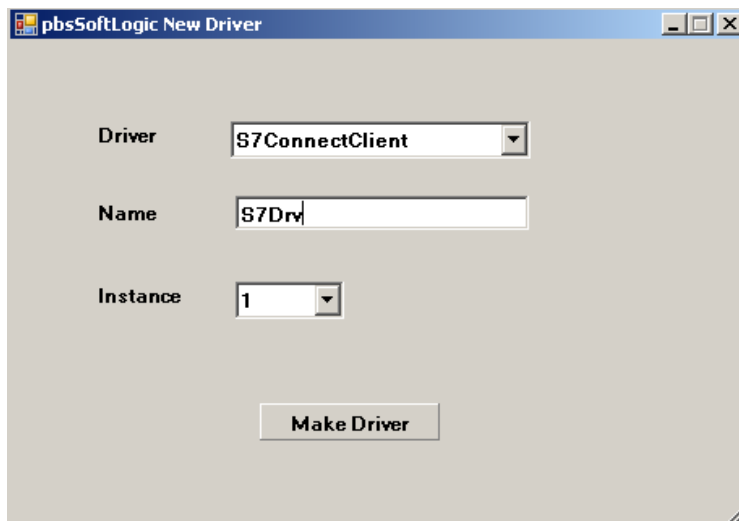 pbsSoftLogic New Driver
Driver S7ConnectClient
Name S7Drv
Instance 1
Make Driver